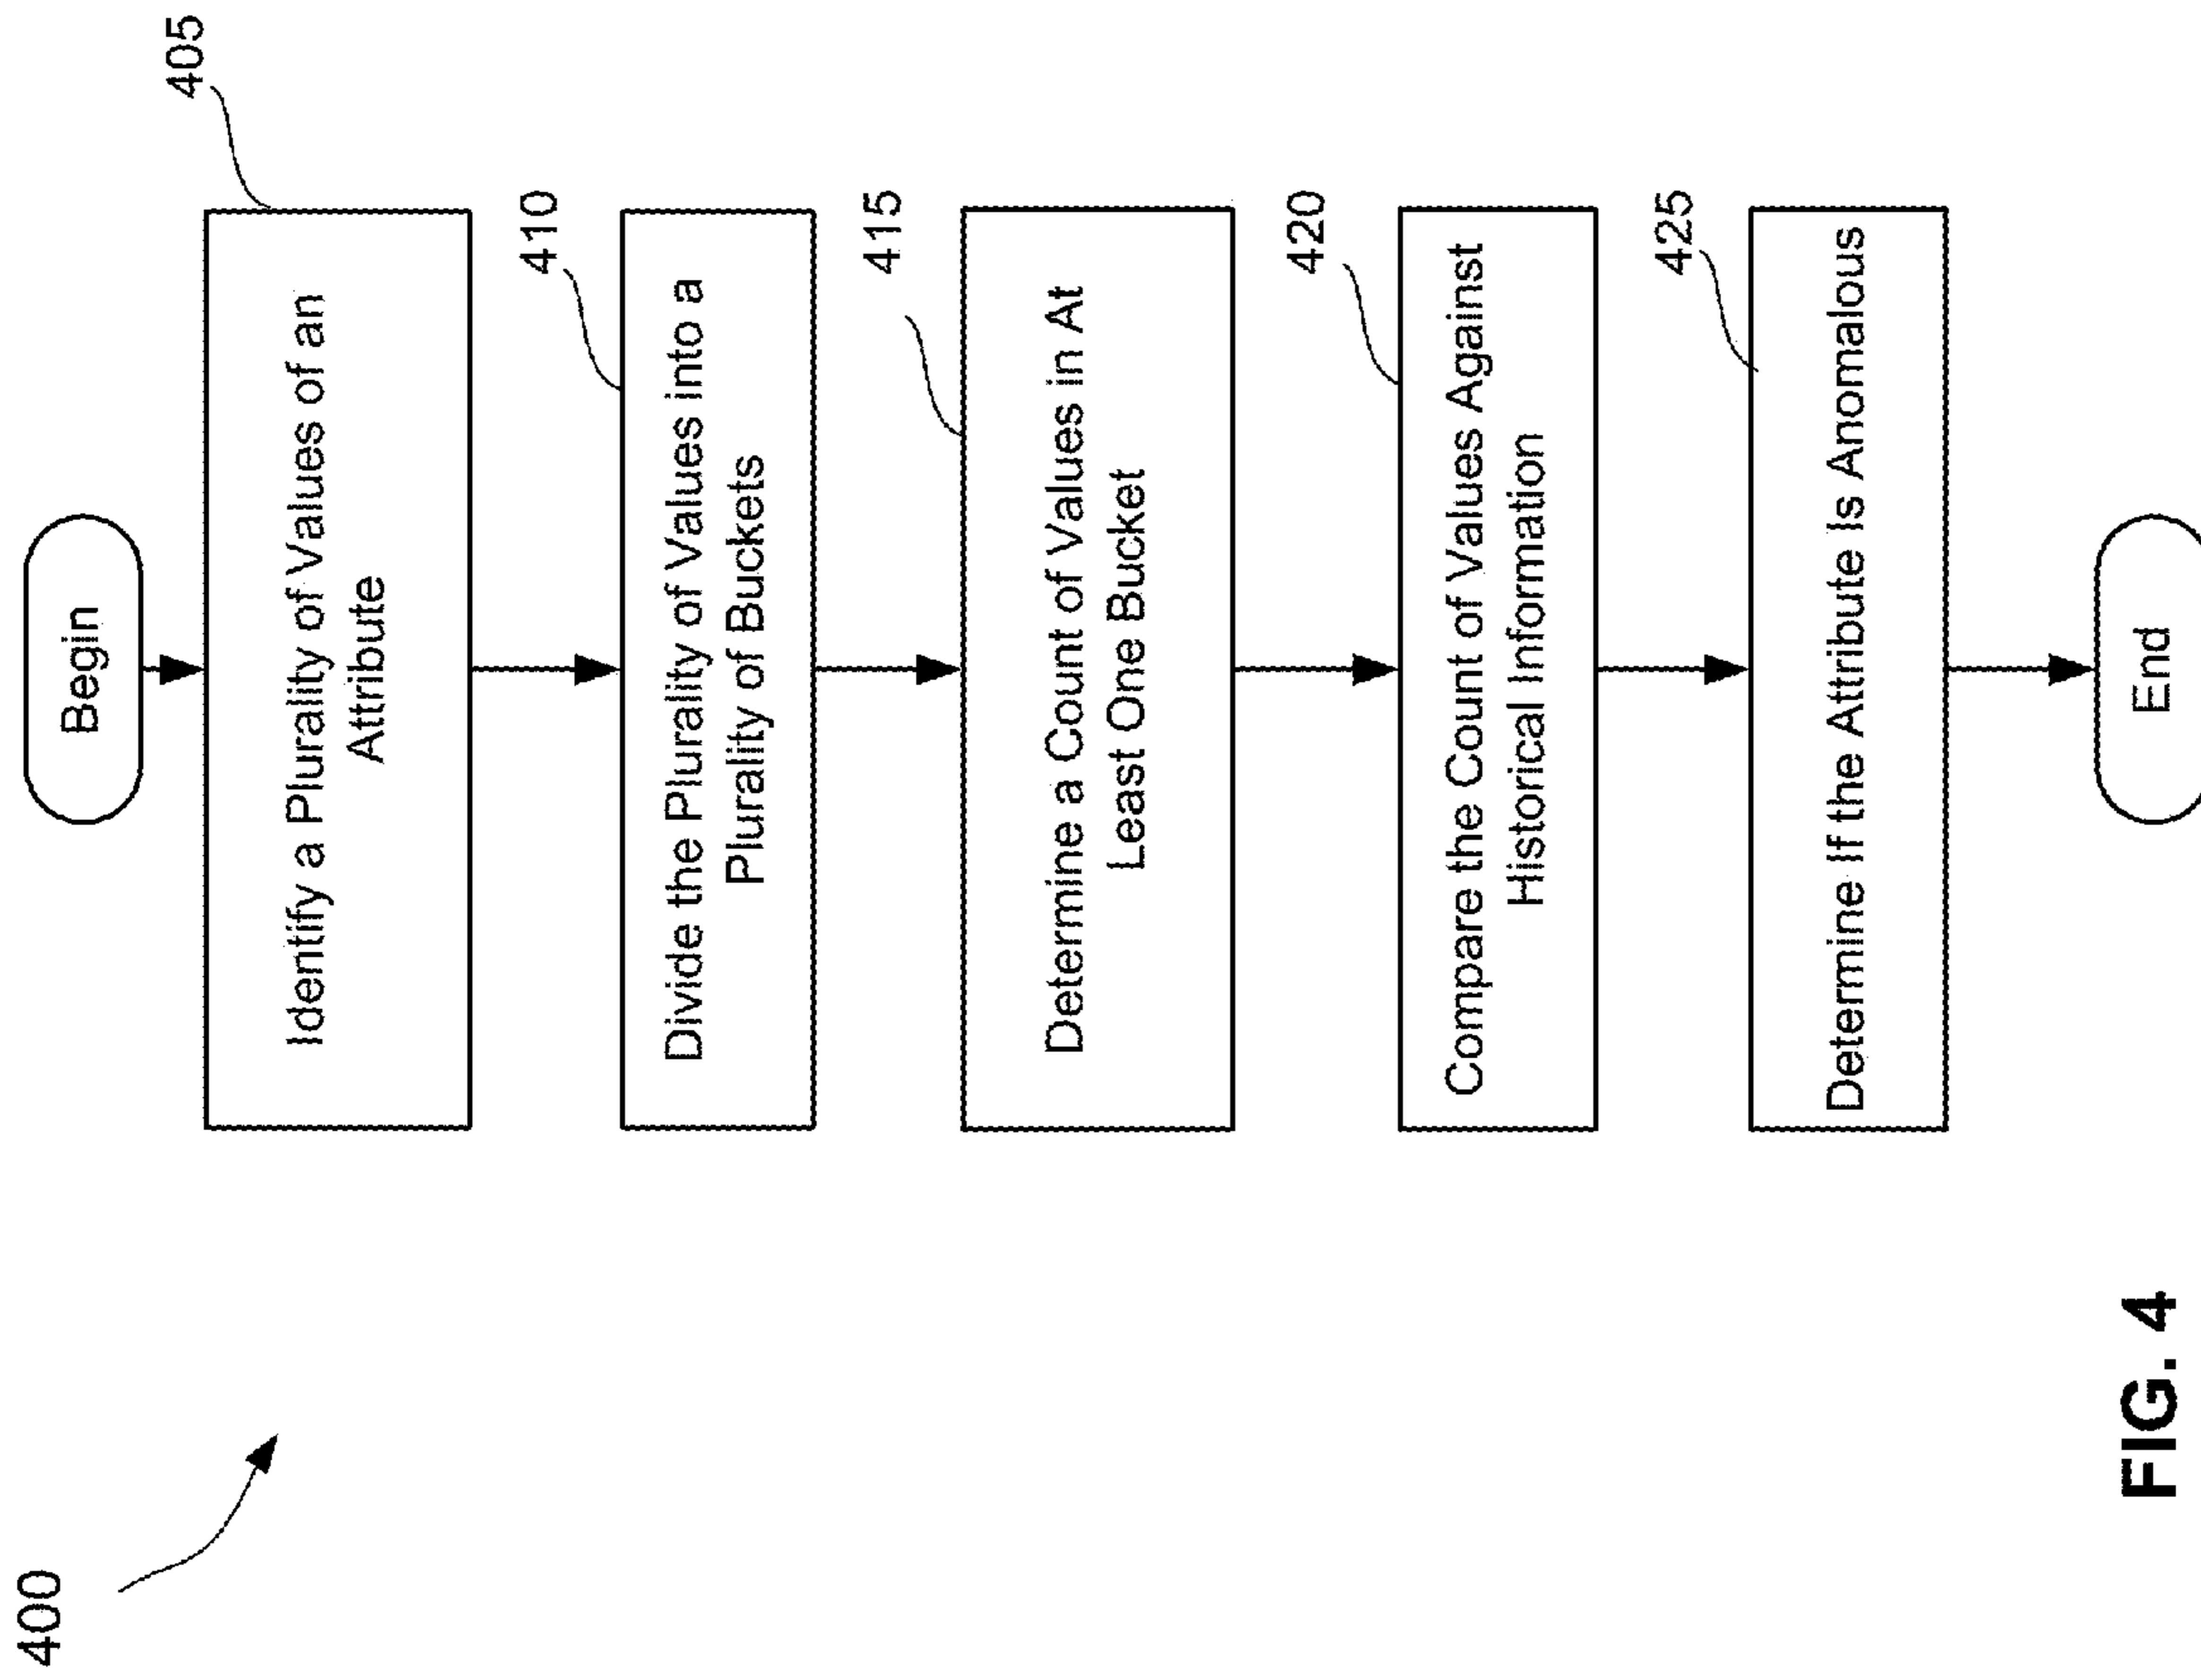 400
Begin
405
Identify a Plurality of Values of an
Attribute
410
Divide the Plurality of Values into a
Plurality of Buckets
415
Determine a Count of Values in At
Least One Bucket
420
Compare the Count of Values Against
Historical Information
425
Determine If the Attribute Is Anomalous
End
FIG. 4